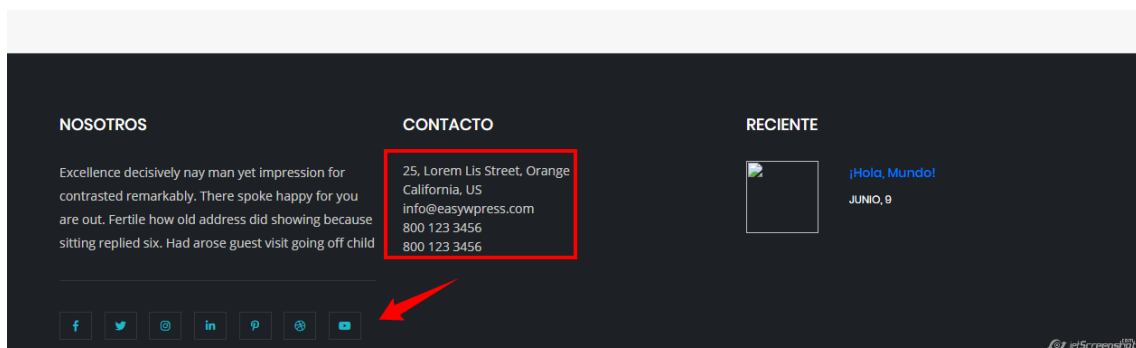 NOSOTROS
Excellence decisively nay man yet impression for
contrasted remarkably. There spoke happy for you
are out. Fertile how old address did showing because
sitting replied six. Had arose guest visit going off child
CONTACTO
25, Lorem Lis Street, Orange
California, US
info@easywpress.com
800 123 3456
800 123 3456
RECIENTE
¡Hola, Mundo!
JUNIO, 9
jetScreenshot
.com